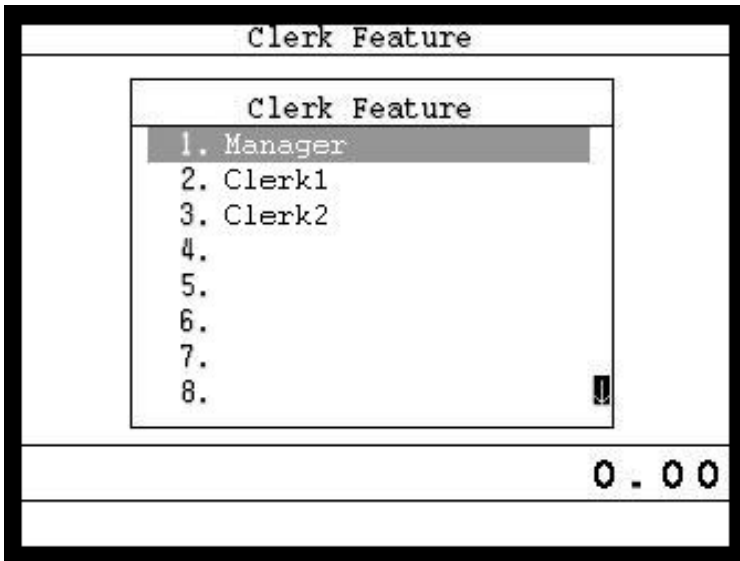 Clerk Feature
Clerk Feature
1. Manager
2. Clerk1
3. Clerk2
4.
5.
6.
7.
8.
0.00